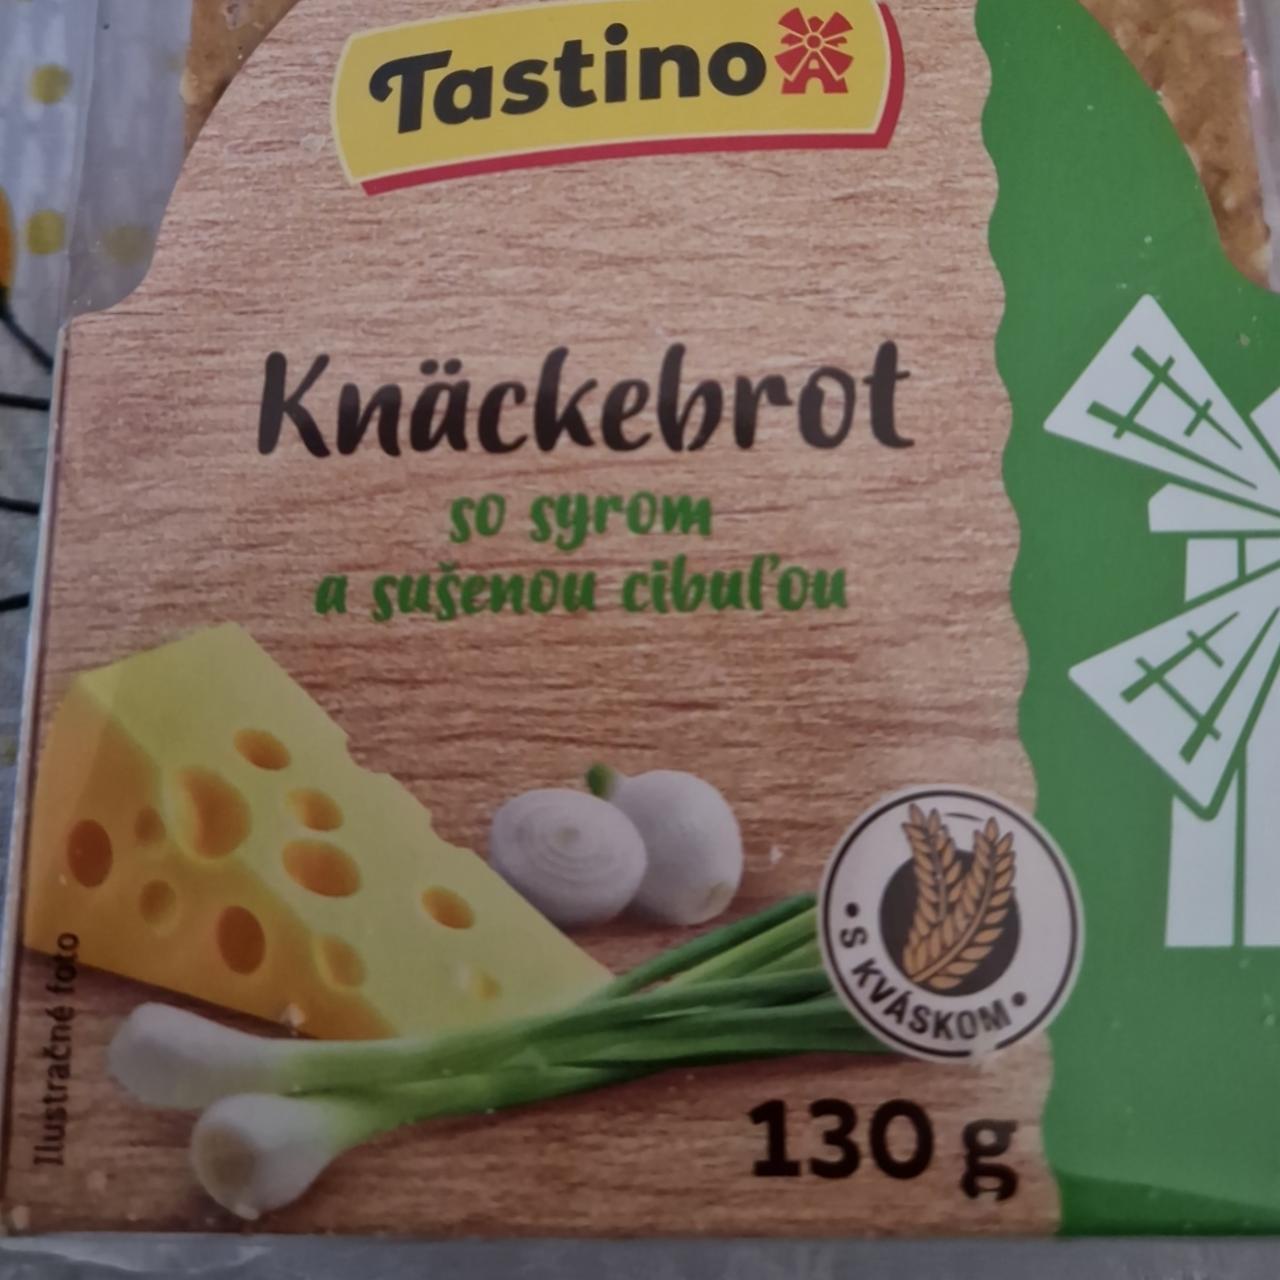 Tastino
Knäckebrot
so syrom
a sušenou cibuľou
• S KVÁSKOM •
130 g
Ilustračné foto